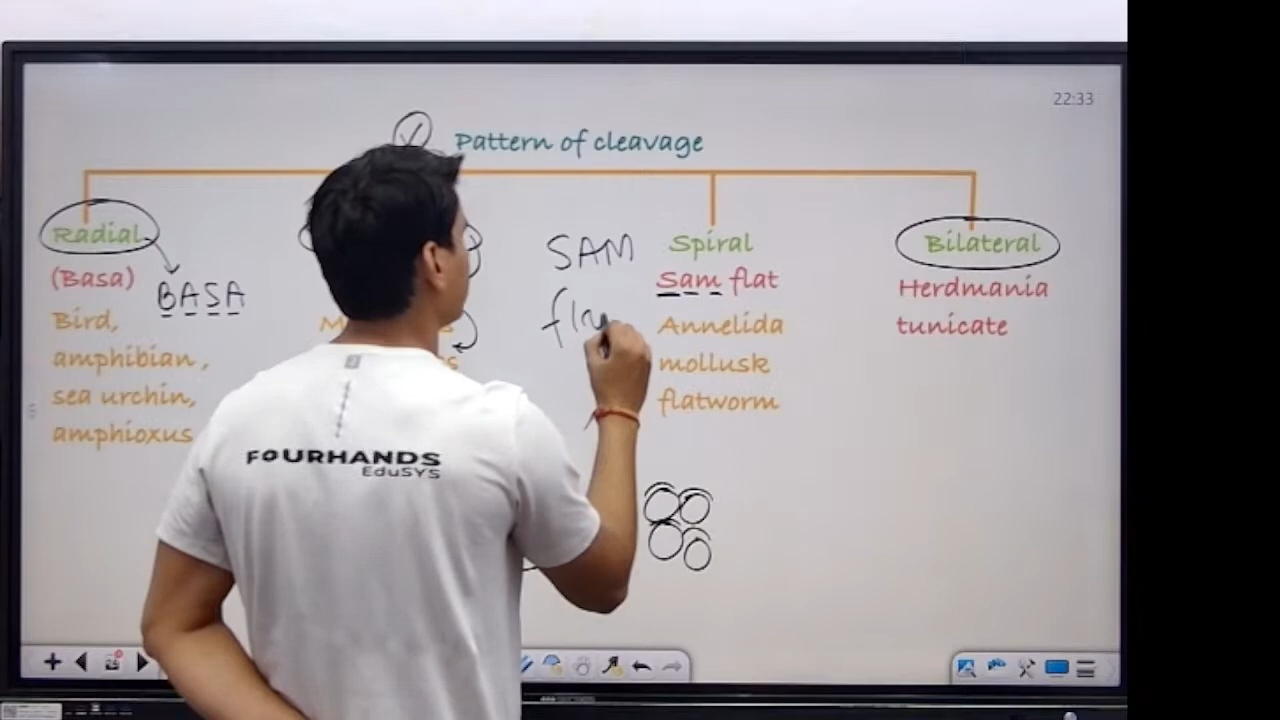 22:33
Pattern of cleavage
Radial
(Basa)
BASA
Bird,
amphibian,
sea urchin,
amphioxus
SAM
Spiral
Sam flat
Annelida
mollusk
flatworm
Bilateral
Herdmania
tunicate
FOURHANDS
EduSYS